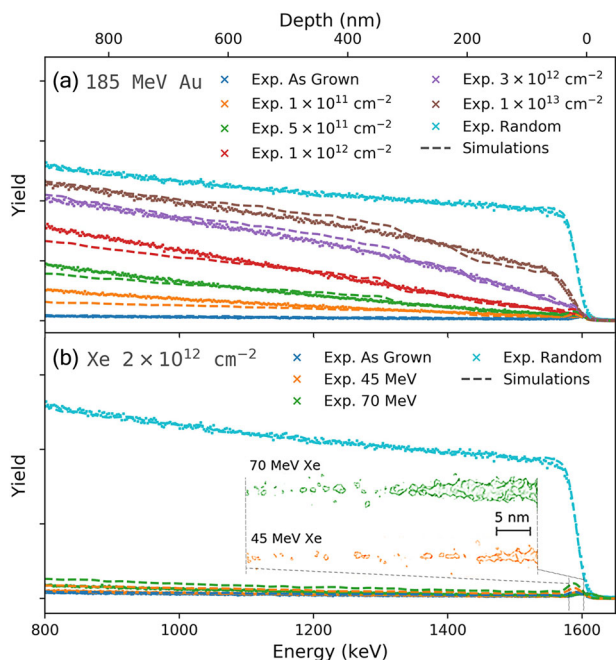 Depth (nm)
800 600 400 200 0
(a) 185 MeV Au
Exp. As Grown
Exp. 1 × 10¹¹ cm⁻²
Exp. 5 × 10¹¹ cm⁻²
Exp. 1 × 10¹² cm⁻²
Exp. 3 × 10¹² cm⁻²
Exp. 1 × 10¹³ cm⁻²
Exp. Random
Simulations
Yield
(b) Xe 2 × 10¹² cm⁻²
Exp. As Grown
Exp. 45 MeV
Exp. 70 MeV
Exp. Random
Simulations
Yield
70 MeV Xe
5 nm
45 MeV Xe
800 1000 1200 1400 1600
Energy (keV)